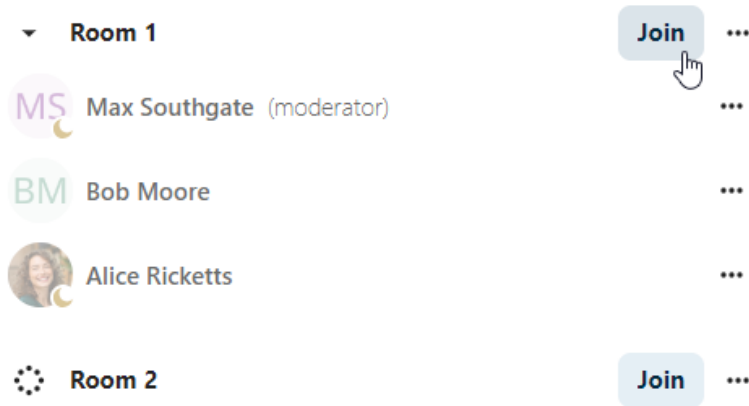 Room 1 Join
MS Max Southgate (moderator)
BM Bob Moore
Alice Ricketts
Room 2 Join